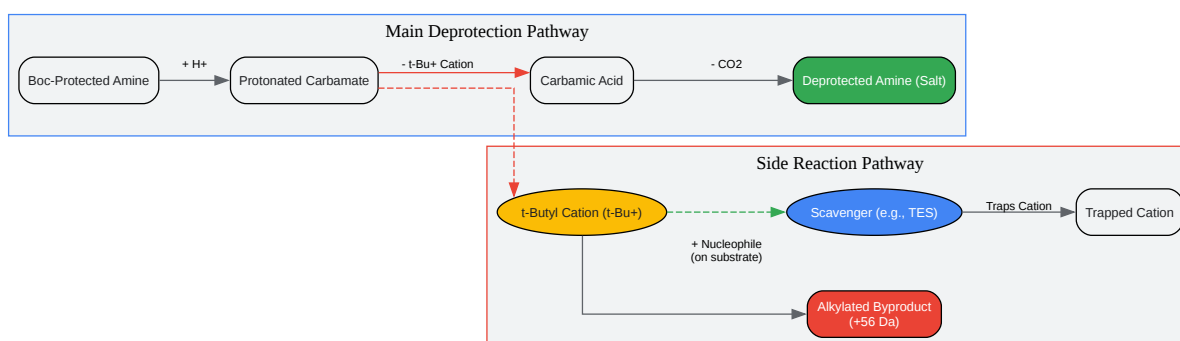 Main Deprotection Pathway
Boc-Protected Amine
+ H+
Protonated Carbamate
- t-Bu+ Cation
Carbamic Acid
- CO2
Deprotected Amine (Salt)
Side Reaction Pathway
t-Butyl Cation (t-Bu+)
Scavenger (e.g., TES)
Traps Cation
Trapped Cation
+ Nucleophile
(on substrate)
Alkylated Byproduct
(+56 Da)